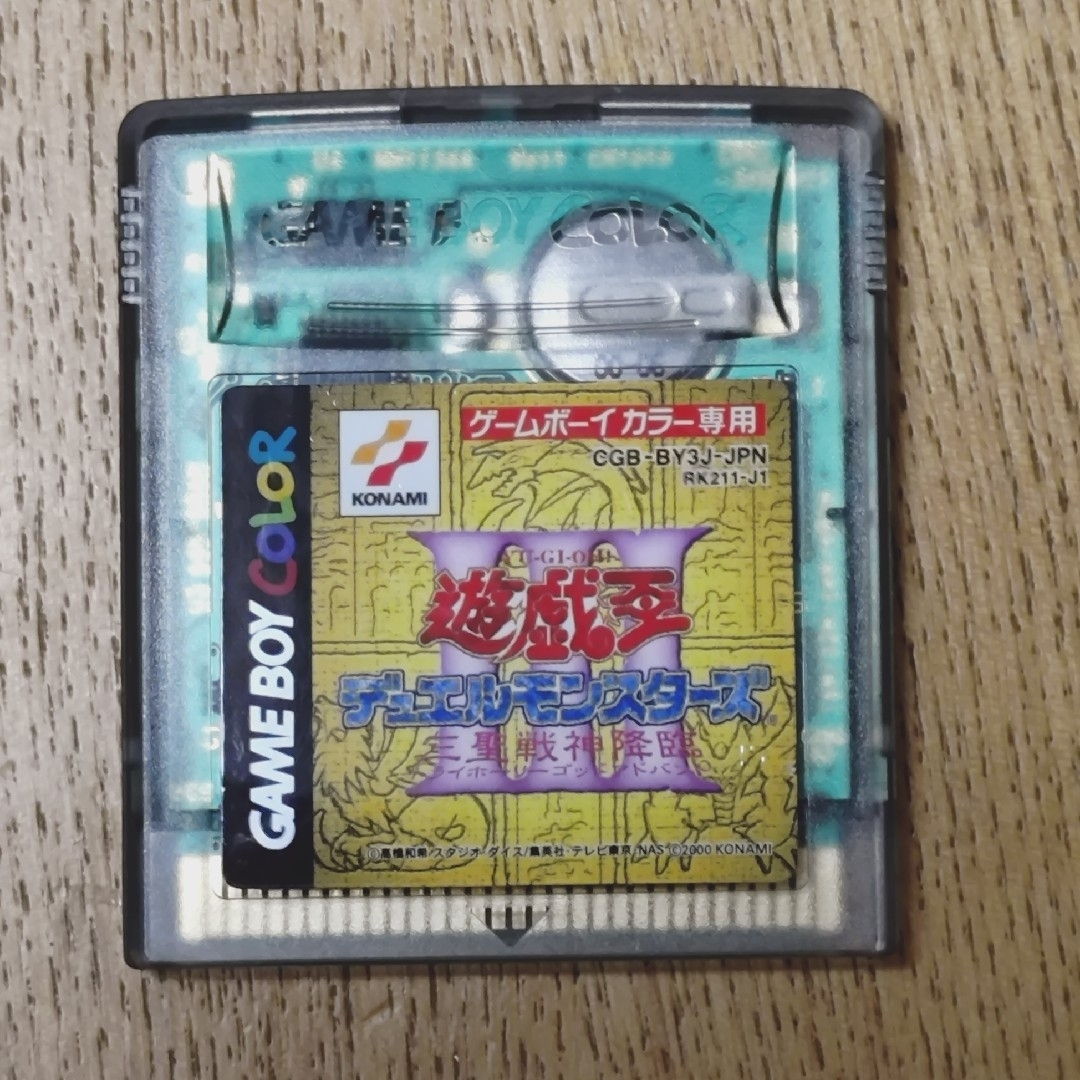 GAME BOY COLOR
GAME BOY COLOR
KONAMI
ゲームボーイカラー専用
CGB-BY3J-JPN
RK211-J1
III
YU-GI-OH!
遊戯王
デュエルモンスターズ
三聖戦神降臨
©高橋和希/スタジオ・ダイス/集英社・テレビ東京/NAS ©2000 KONAMI